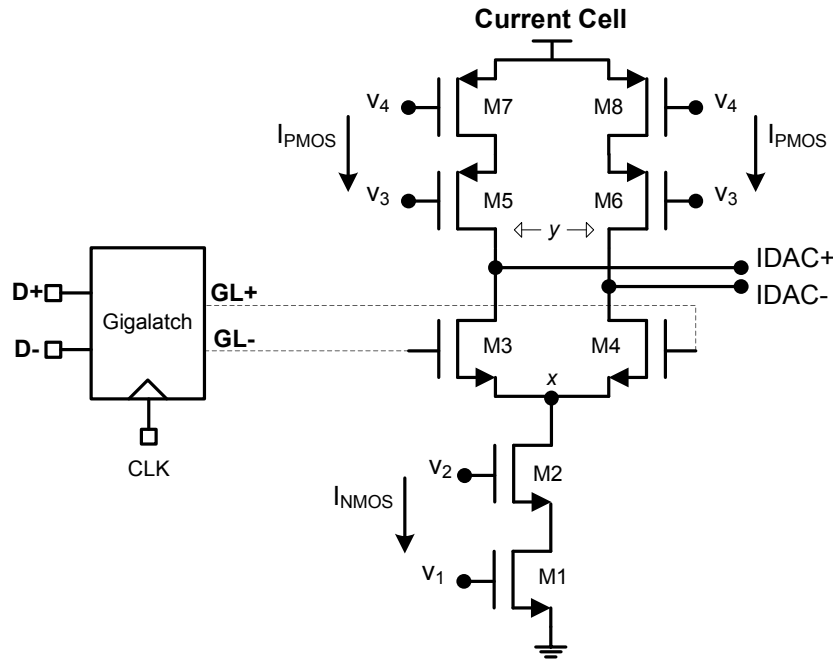 Current Cell
v4
M7
M8
v4
IPMOS
IPMOS
v3
M5
M6
v3
y
IDAC+
IDAC-
D+
Gigalatch
GL+
D-
GL-
M3
M4
x
CLK
v2
M2
INMOS
v1
M1